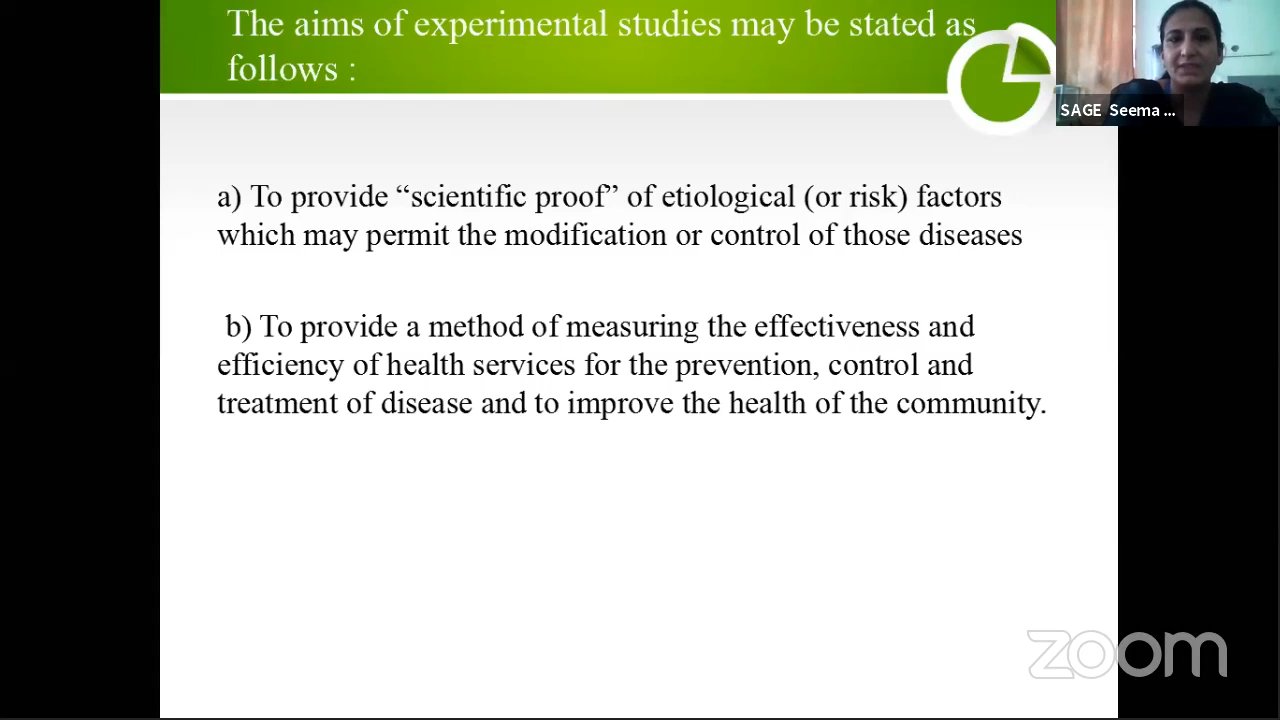 The aims of experimental studies may be stated as
follows :
SAGE Seema ...
a) To provide “scientific proof” of etiological (or risk) factors
which may permit the modification or control of those diseases
b) To provide a method of measuring the effectiveness and
efficiency of health services for the prevention, control and
treatment of disease and to improve the health of the community.
zoom